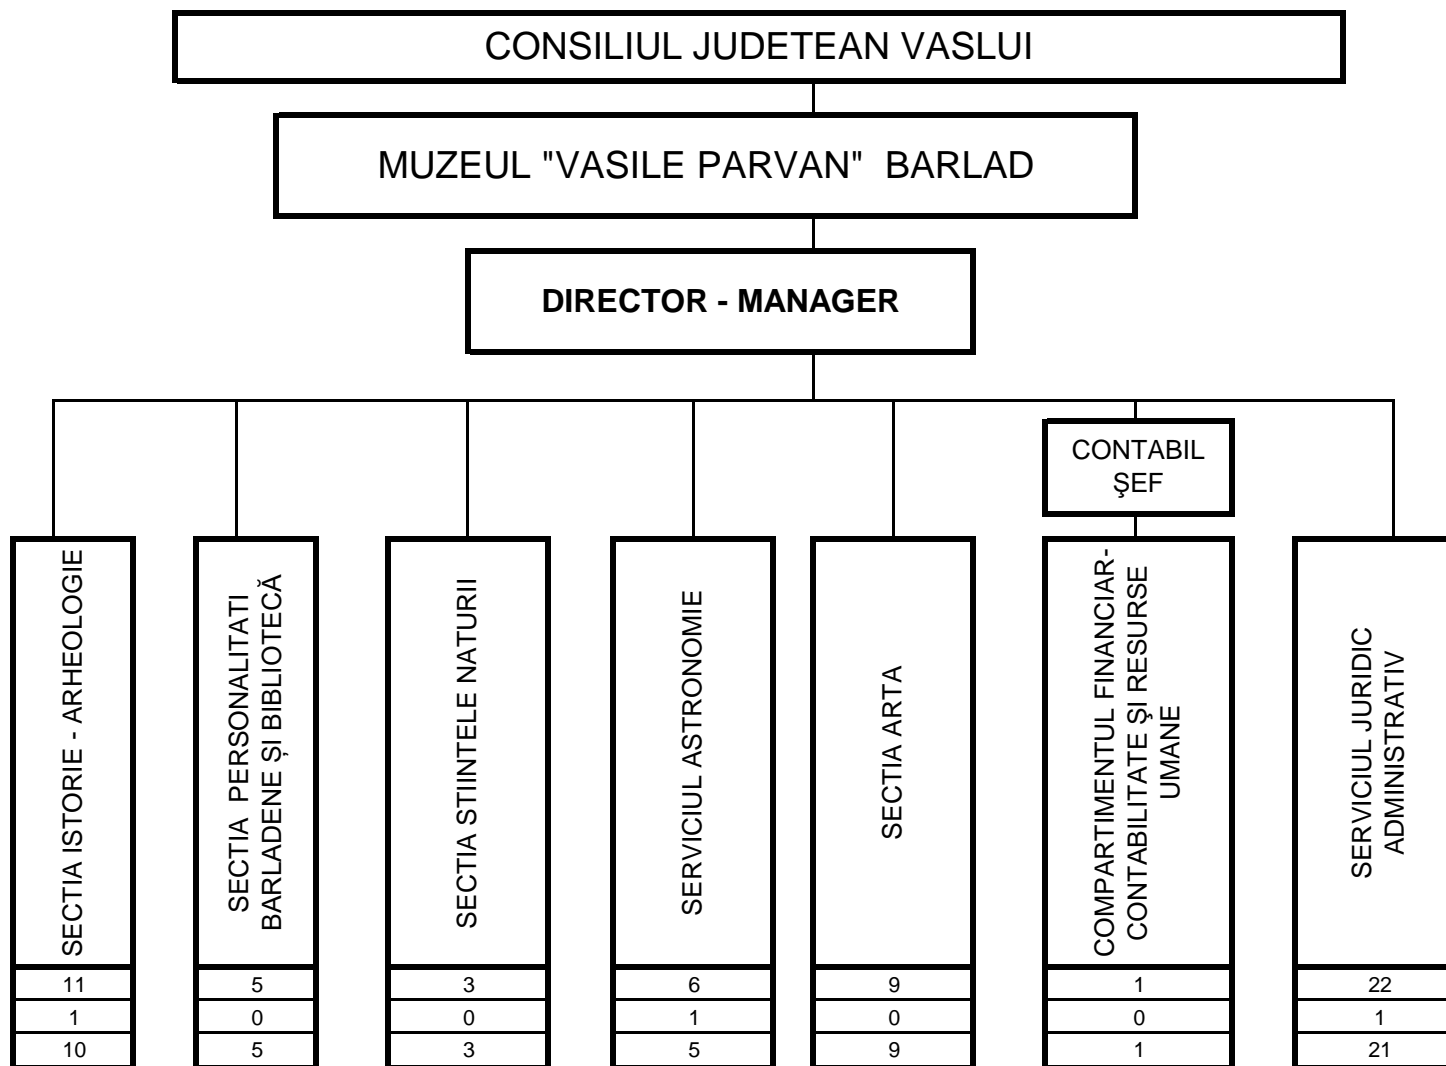 CONSILIUL JUDETEAN VASLUI
MUZEUL "VASILE PARVAN"  BARLAD
DIRECTOR - MANAGER
CONTABIL
ŞEF
SECTIA ISTORIE - ARHEOLOGIE
SECTIA  PERSONALITATI
BARLADENE ȘI BIBLIOTECĂ
SECTIA STIINTELE NATURII
SERVICIUL ASTRONOMIE
SECTIA ARTA
COMPARTIMENTUL FINANCIAR-
CONTABILITATE ŞI RESURSE
UMANE
SERVICIUL JURIDIC
ADMINISTRATIV
11 5 3 6 9 1 22
1 0 0 1 0 0 1
10 5 3 5 9 1 21